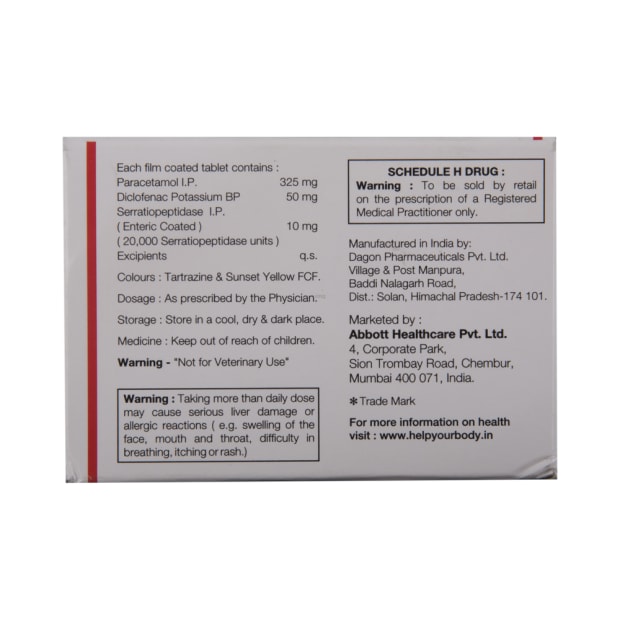 Each film coated tablet contains :
Paracetamol I.P. 325 mg
Diclofenac Potassium BP 50 mg
Serratiopeptidase I.P.
( Enteric Coated ) 10 mg
( 20,000 Serratiopeptidase units )
Excipients q.s.
Colours : Tartrazine & Sunset Yellow FCF.
Dosage : As prescribed by the Physician.
Storage : Store in a cool, dry & dark place.
Medicine : Keep out of reach of children.
Warning - "Not for Veterinary Use"
Warning : Taking more than daily dose
may cause serious liver damage or
allergic reactions ( eg. swelling of the
face, mouth and throat, difficulty in
breathing, itching or rash.)
SCHEDULE H DRUG :
Warning : To be sold by retail
on the prescription of a Registered
Medical Practitioner only.
Manufactured in India by:
Dagon Pharmaceuticals Pvt. Ltd.
Village & Post Manpura,
Baddi Nalagarh Road,
Dist.: Solan, Himachal Pradesh-174 101.
Marketed by :
Abbott Healthcare Pvt. Ltd.
4, Corporate Park,
Sion Trombay Road, Chembur,
Mumbai 400 071, India.
✻ Trade Mark
For more information on health
visit : www.helpyourbody.in